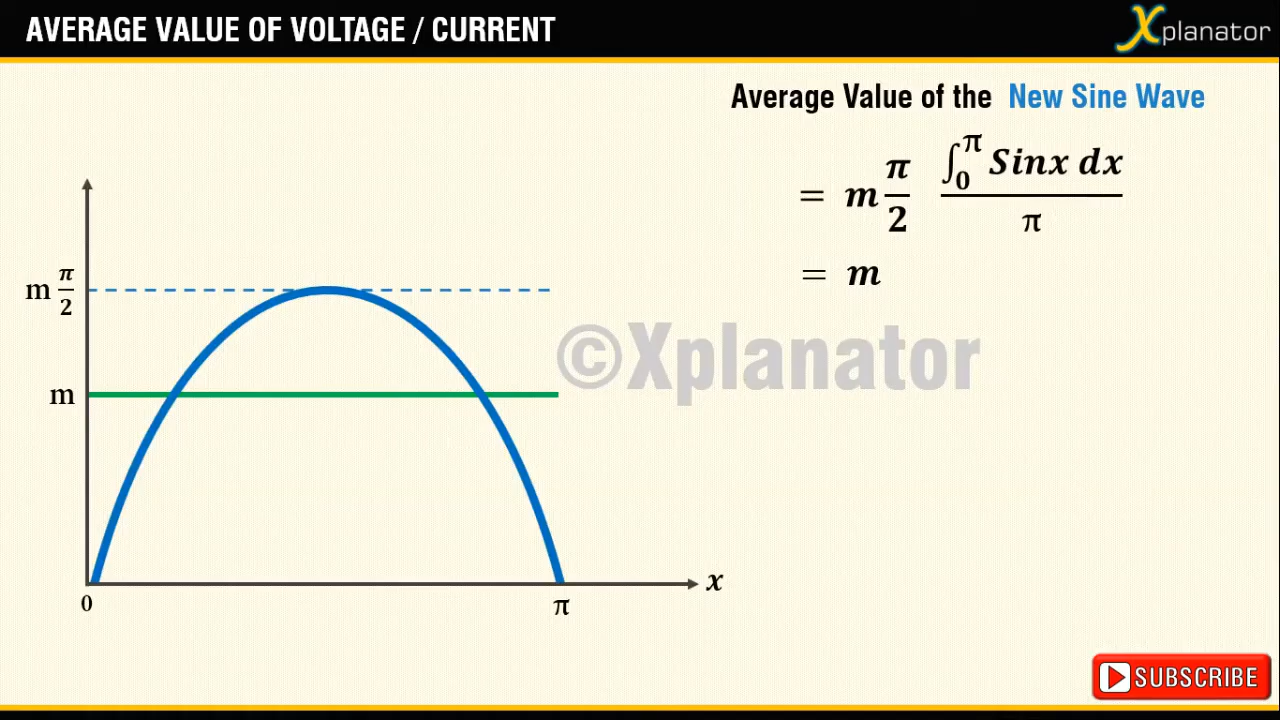 AVERAGE VALUE OF VOLTAGE / CURRENT
Xplanator
Average Value of the New Sine Wave
= m π/2 ∫₀^π Sinx dx / π
= m
m π/2
m
©Xplanator
x
0
π
SUBSCRIBE